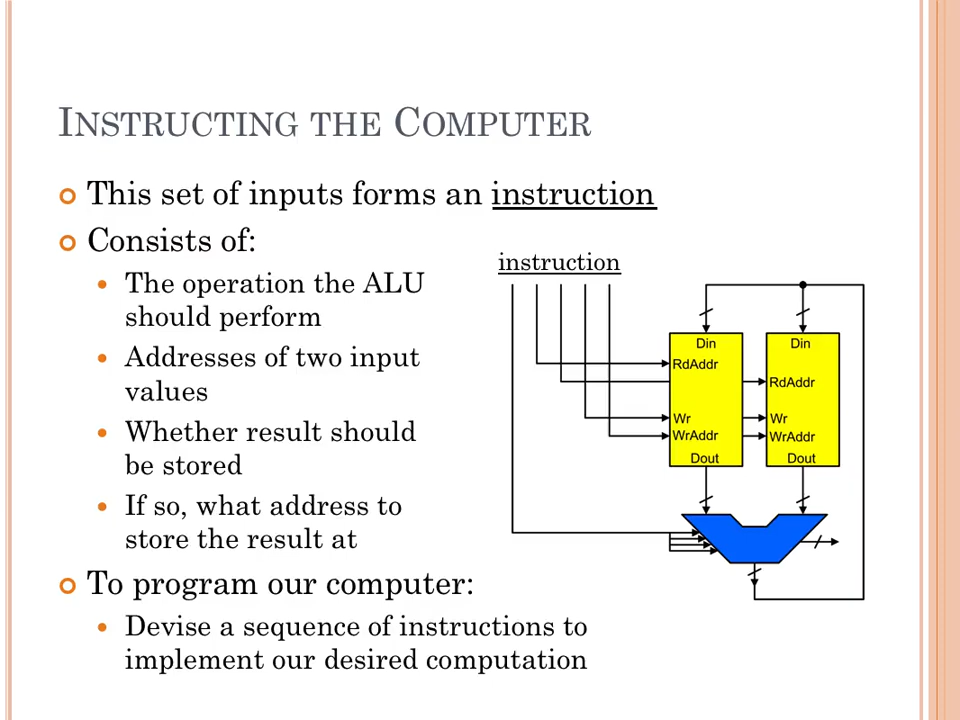 INSTRUCTING THE COMPUTER
This set of inputs forms an instruction
Consists of:
The operation the ALU
should perform
Addresses of two input
values
Whether result should
be stored
If so, what address to
store the result at
To program our computer:
Devise a sequence of instructions to
implement our desired computation
instruction
Din
RdAddr
Wr
WrAddr
Dout
Din
RdAddr
Wr
WrAddr
Dout